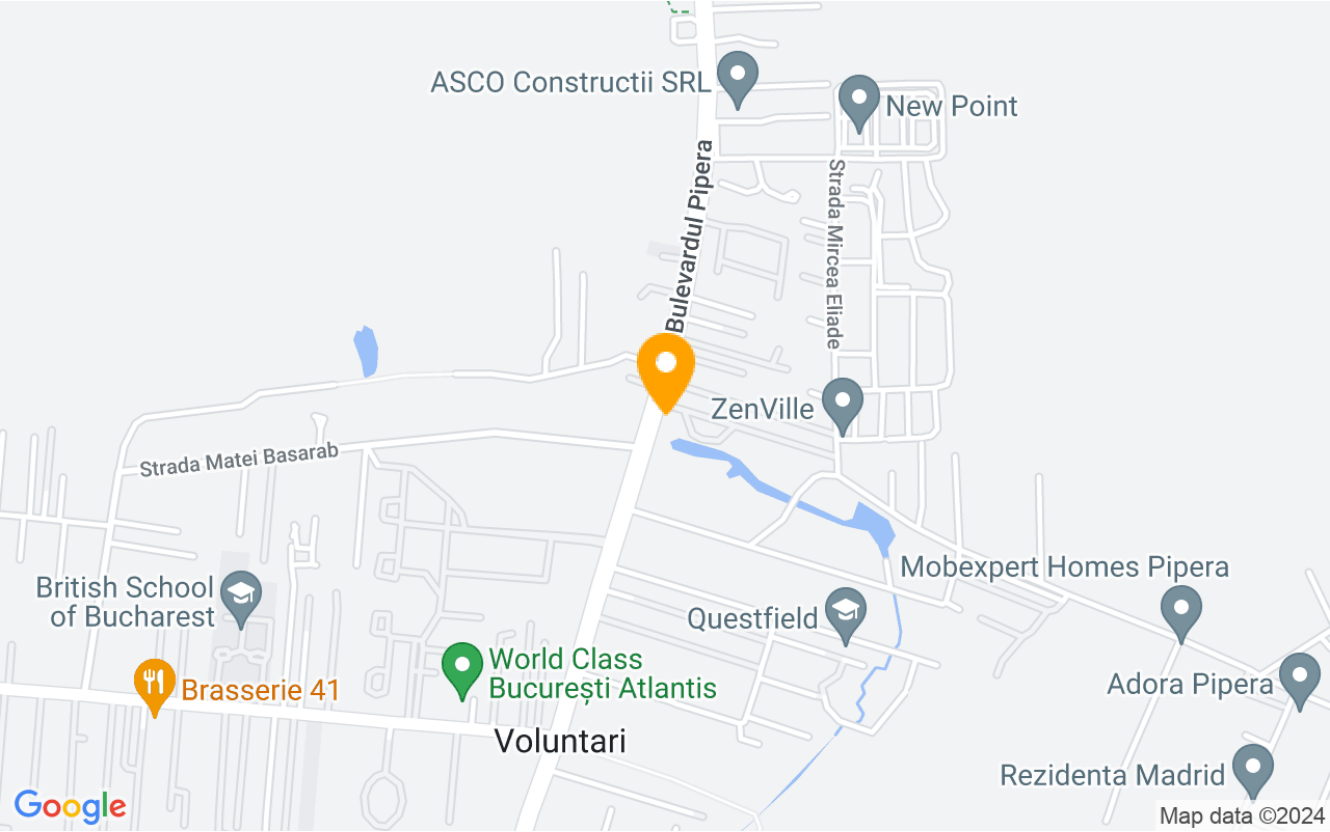 ASCO Constructii SRL
New Point
Bulevardul Pipera
Strada Mircea Eliade
ZenVille
Strada Matei Basarab
British School
of Bucharest
Mobexpert Homes Pipera
Questfield
World Class
București Atlantis
Brasserie 41
Adora Pipera
Voluntari
Rezidenta Madrid
Google
Map data ©2024